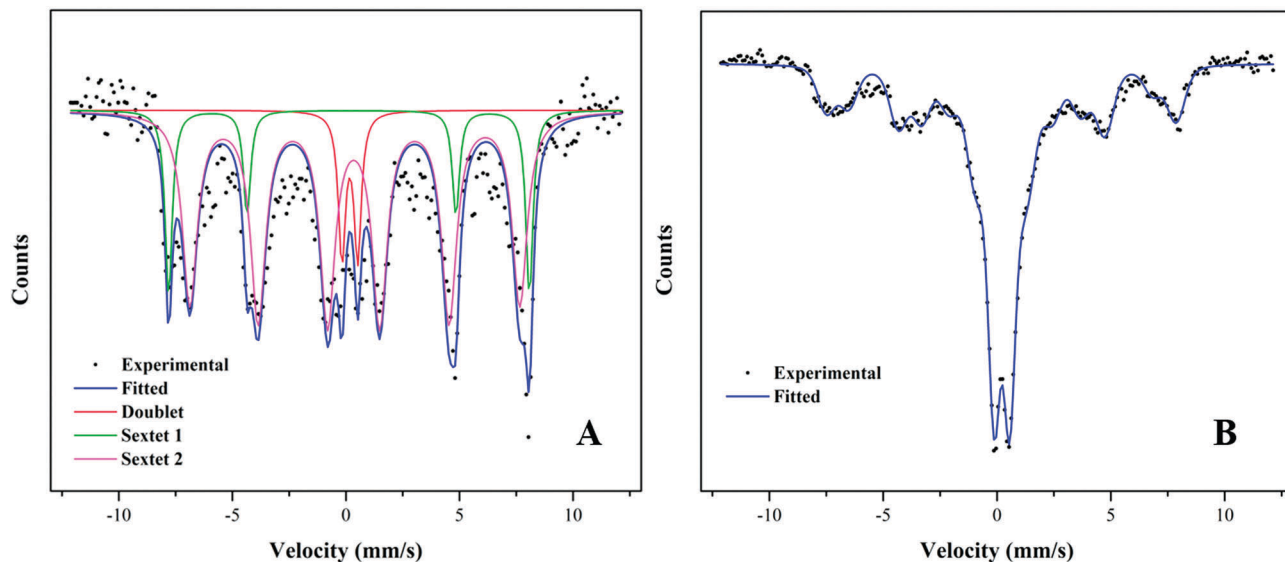 Counts
Experimental
Fitted
Doublet
Sextet 1
Sextet 2
A
-10 -5 0 5 10
Velocity (mm/s)
Counts
Experimental
Fitted
B
-10 -5 0 5 10
Velocity (mm/s)